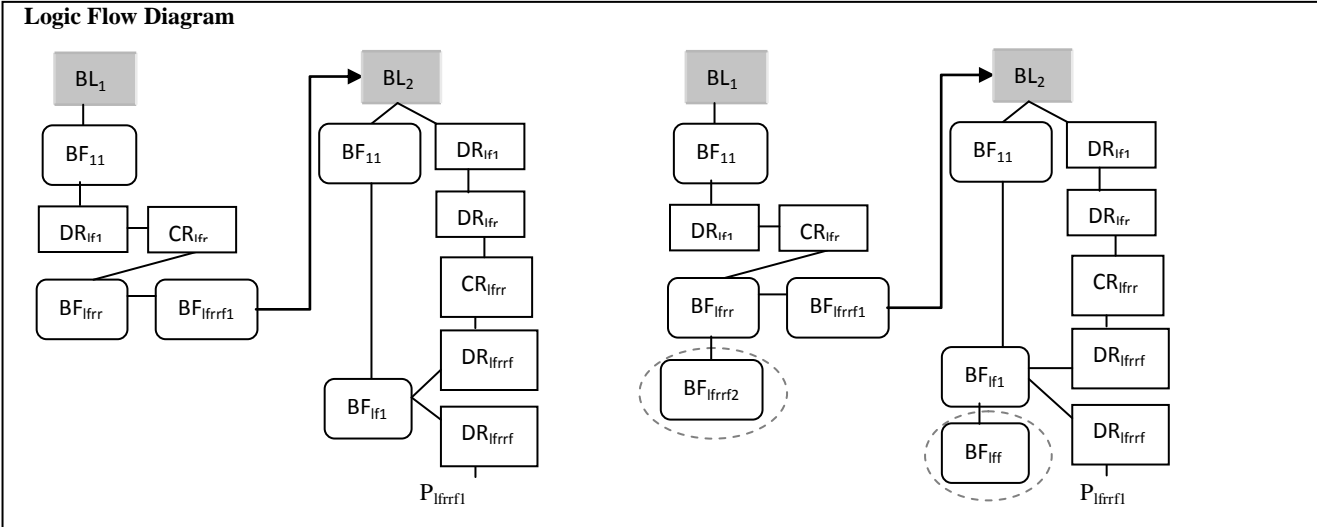 Logic Flow Diagram
BL1
BL2
BL1
BL2
BF11
BF11
DRlf1
BF11
BF11
DRlf1
DRlf1
CRlfr
DRlfr
DRlf1
CRlfr
DRlfr
BFlfrr
BFlfrrf1
CRlfrr
BFlfrr
BFlfrrf1
CRlfrr
BFlf1
DRlfrrf
BFlfrrf2
BFlf1
DRlfrrf
DRlfrrf
BFlff
DRlfrrf
Plfrrf1
Plfrrf1